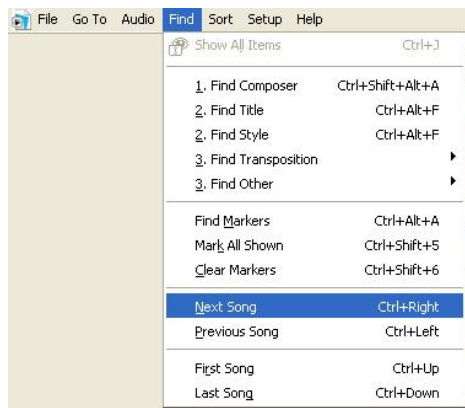 File Go To Audio Find Sort Setup Help
Show All Items Ctrl+J
1. Find Composer Ctrl+Shift+Alt+A
2. Find Title Ctrl+Alt+F
2. Find Style Ctrl+Alt+F
3. Find Transposition
3. Find Other
Find Markers Ctrl+Alt+A
Mark All Shown Ctrl+Shift+5
Clear Markers Ctrl+Shift+6
Next Song Ctrl+Right
Previous Song Ctrl+Left
First Song Ctrl+Up
Last Song Ctrl+Down